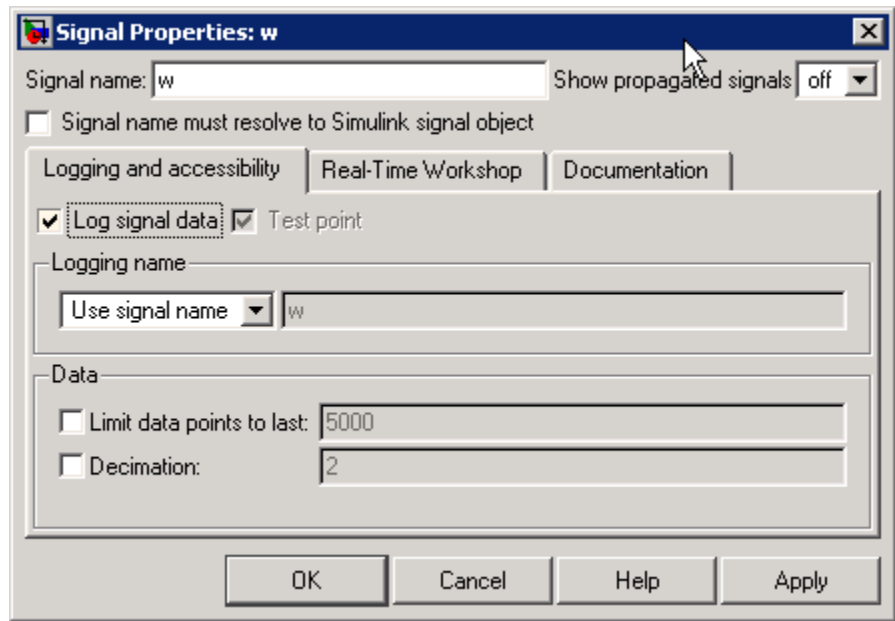 Signal Properties: w
Signal name: w Show propagated signals off
Signal name must resolve to Simulink signal object
Logging and accessibility Real-Time Workshop Documentation
Log signal data Test point
Logging name
Use signal name w
Data
Limit data points to last: 5000
Decimation: 2
OK Cancel Help Apply